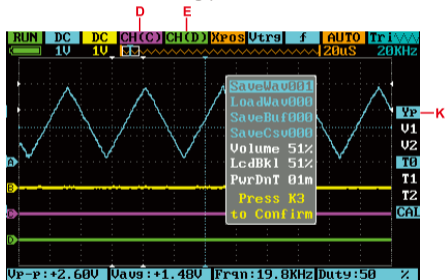 D E
RUN DC DC CH(C) CH(D) Xpos Vtrg f AUTO Tri
1V 1V T 20uS 20KHz
SaveWav001
LoadWav000
SaveBuf000
SaveCsv000
Volume 51%
LcdBkl 51%
PwrDnT 01m
Press K3
to Confirm
Yp K
V1
V2
T0
T1
T2
CAL
A
B
C
D
Vp-p:+2.60V Vavg:+1.48V Frqn:19.8KHz Duty:50 %